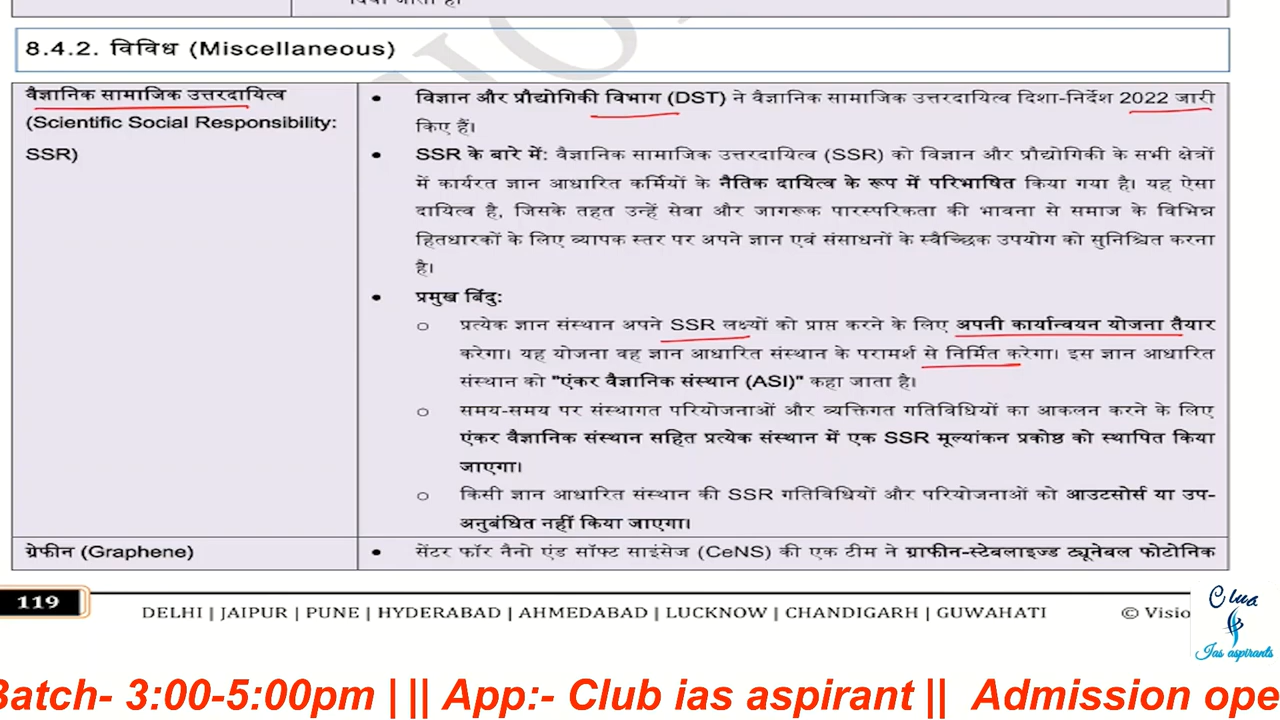 दिया जाता है।
8.4.2. विविध (Miscellaneous)
वैज्ञानिक सामाजिक उत्तरदायित्व
(Scientific Social Responsibility:
SSR)
• विज्ञान और प्रौद्योगिकी विभाग (DST) ने वैज्ञानिक सामाजिक उत्तरदायित्व दिशा-निर्देश 2022 जारी
किए हैं।
• SSR के बारे में: वैज्ञानिक सामाजिक उत्तरदायित्व (SSR) को विज्ञान और प्रौद्योगिकी के सभी क्षेत्रों
में कार्यरत ज्ञान आधारित कर्मियों के नैतिक दायित्व के रूप में परिभाषित किया गया है। यह ऐसा
दायित्व है, जिसके तहत उन्हें सेवा और जागरूक पारस्परिकता की भावना से समाज के विभिन्न
हितधारकों के लिए व्यापक स्तर पर अपने ज्ञान एवं संसाधनों के स्वैच्छिक उपयोग को सुनिश्चित करना
है।
• प्रमुख बिंदु:
o प्रत्येक ज्ञान संस्थान अपने SSR लक्ष्यों को प्राप्त करने के लिए अपनी कार्यान्वयन योजना तैयार
करेगा। यह योजना वह ज्ञान आधारित संस्थान के परामर्श से निर्मित करेगा। इस ज्ञान आधारित
संस्थान को "एंकर वैज्ञानिक संस्थान (ASI)" कहा जाता है।
o समय-समय पर संस्थागत परियोजनाओं और व्यक्तिगत गतिविधियों का आकलन करने के लिए
एंकर वैज्ञानिक संस्थान सहित प्रत्येक संस्थान में एक SSR मूल्यांकन प्रकोष्ठ को स्थापित किया
जाएगा।
o किसी ज्ञान आधारित संस्थान की SSR गतिविधियों और परियोजनाओं को आउटसोर्स या उप-
अनुबंधित नहीं किया जाएगा।
ग्रेफीन (Graphene)
• सेंटर फॉर नैनो एंड सॉफ्ट साइंसेज (CeNS) की एक टीम ने ग्राफीन-स्टेबलाइज्ड ट्यूनेबल फोटोनिक
119
DELHI | JAIPUR | PUNE | HYDERABAD | AHMEDABAD | LUCKNOW | CHANDIGARH | GUWAHATI
© Visio
Club
Ias aspirants
Batch- 3:00-5:00pm | || App:- Club ias aspirant || Admission ope